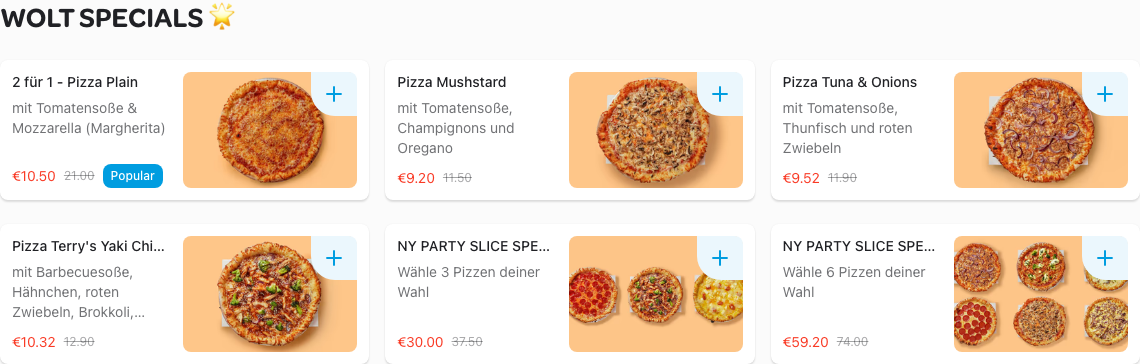 WOLT SPECIALS 🌟
2 für 1 - Pizza Plain
mit Tomatensoße &
Mozzarella (Margherita)
€10.50 21.00 Popular
Pizza Mushstard
mit Tomatensoße,
Champignons und
Oregano
€9.20 11.50
Pizza Tuna & Onions
mit Tomatensoße,
Thunfisch und roten
Zwiebeln
€9.52 11.90
Pizza Terry's Yaki Chi...
mit Barbecuesoße,
Hähnchen, roten
Zwiebeln, Brokkoli,...
€10.32 12.90
NY PARTY SLICE SPE...
Wähle 3 Pizzen deiner
Wahl
€30.00 37.50
NY PARTY SLICE SPE...
Wähle 6 Pizzen deiner
Wahl
€59.20 74.00